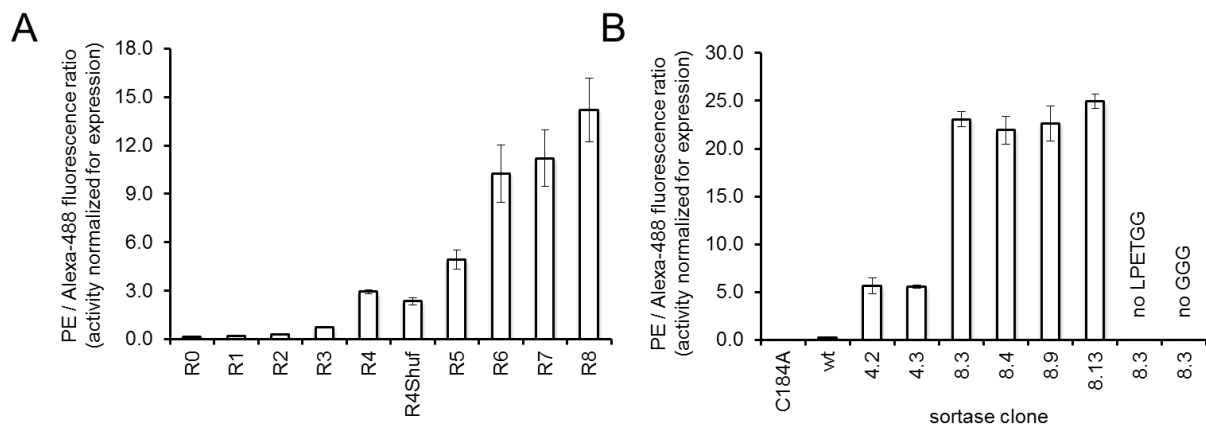 A
PE / Alexa-488 fluorescence ratio
(activity normalized for expression)
18.0
15.0
12.0
9.0
6.0
3.0
0.0
R0
R1
R2
R3
R4
R4Shuf
R5
R6
R7
R8
B
PE / Alexa-488 fluorescence ratio
(activity normalized for expression)
30.0
25.0
20.0
15.0
10.0
5.0
0.0
no LPETGG
no GGG
C184A
wt
4.2
4.3
8.3
8.4
8.9
8.13
8.3
8.3
sortase clone